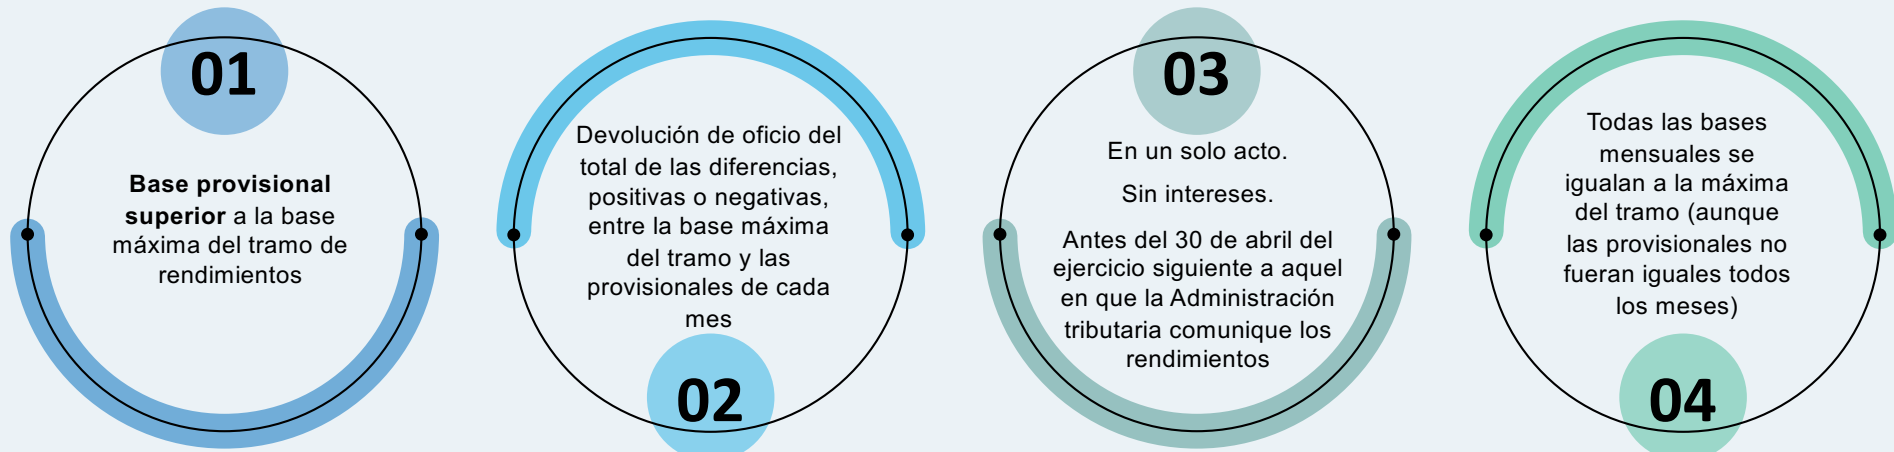 01
Base provisional
superior a la base
máxima del tramo de
rendimientos
Devolución de oficio del
total de las diferencias,
positivas o negativas,
entre la base máxima
del tramo y las
provisionales de cada
mes
02
03
En un solo acto.
Sin intereses.
Antes del 30 de abril del
ejercicio siguiente a aquel
en que la Administración
tributaria comunique los
rendimientos
Todas las bases
mensuales se
igualan a la máxima
del tramo (aunque
las provisionales no
fueran iguales todos
los meses)
04